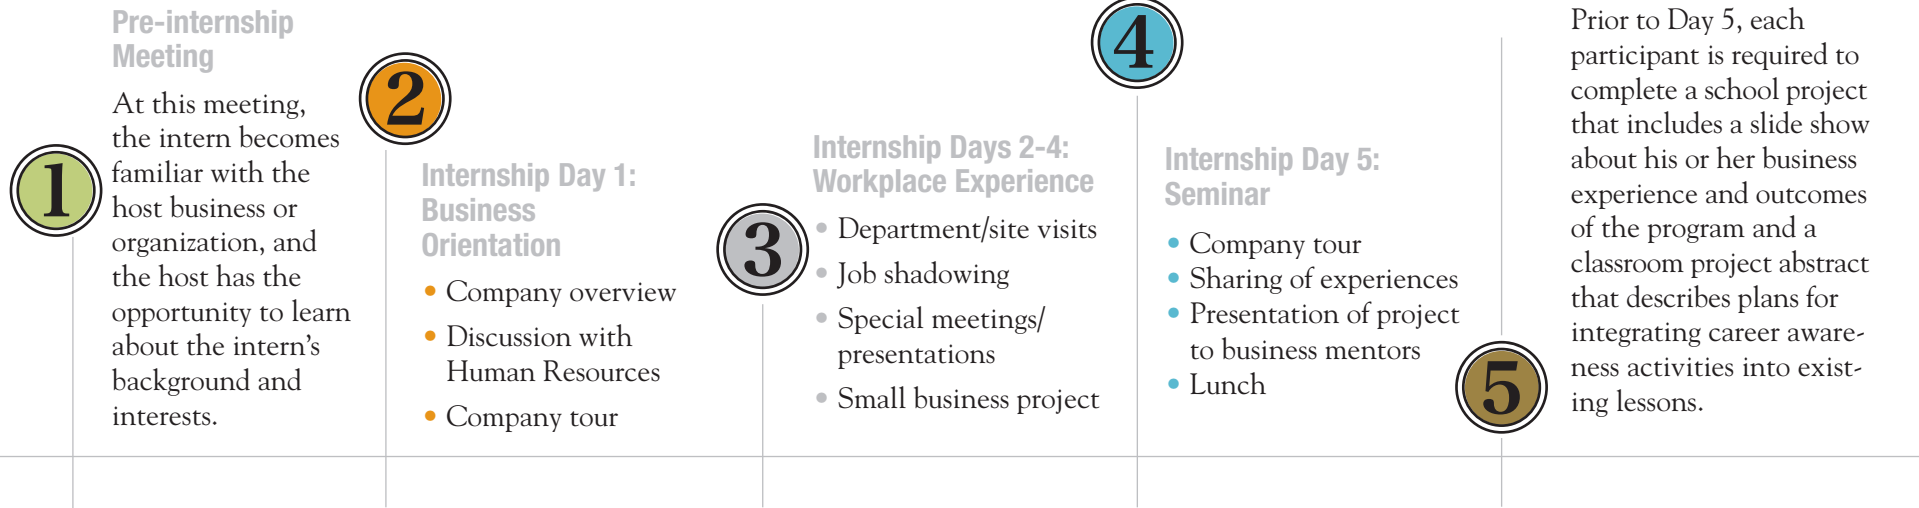 1
Pre-internship
Meeting
At this meeting,
the intern becomes
familiar with the
host business or
organization, and
the host has the
opportunity to learn
about the intern’s
background and
interests.
2
Internship Day 1:
Business
Orientation
• Company overview
• Discussion with
Human Resources
• Company tour
3
Internship Days 2-4:
Workplace Experience
• Department/site visits
• Job shadowing
• Special meetings/
presentations
• Small business project
4
Internship Day 5:
Seminar
• Company tour
• Sharing of experiences
• Presentation of project
to business mentors
• Lunch
5
Prior to Day 5, each
participant is required to
complete a school project
that includes a slide show
about his or her business
experience and outcomes
of the program and a
classroom project abstract
that describes plans for
integrating career aware-
ness activities into exist-
ing lessons.